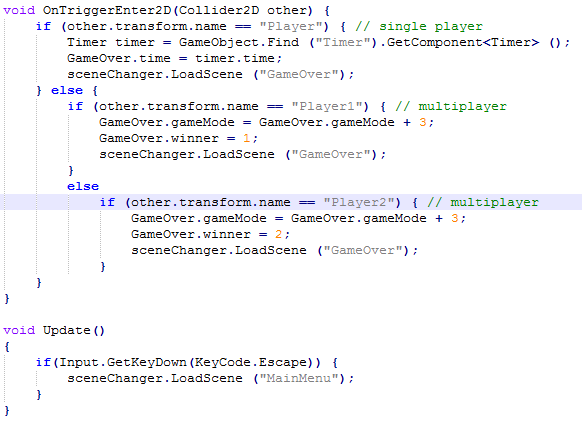 void OnTriggerEnter2D(Collider2D other) {
    if (other.transform.name == "Player") { // single player
        Timer timer = GameObject.Find ("Timer").GetComponent<Timer> ();
        GameOver.time = timer.time;
        sceneChanger.LoadScene ("GameOver");
    } else {
        if (other.transform.name == "Player1") { // multiplayer
            GameOver.gameMode = GameOver.gameMode + 3;
            GameOver.winner = 1;
            sceneChanger.LoadScene ("GameOver");
        }
        else
            if (other.transform.name == "Player2") { // multiplayer
                GameOver.gameMode = GameOver.gameMode + 3;
                GameOver.winner = 2;
                sceneChanger.LoadScene ("GameOver");
            }
    }
}
void Update()
{
    if(Input.GetKeyDown(KeyCode.Escape)) {
        sceneChanger.LoadScene ("MainMenu");
    }
}